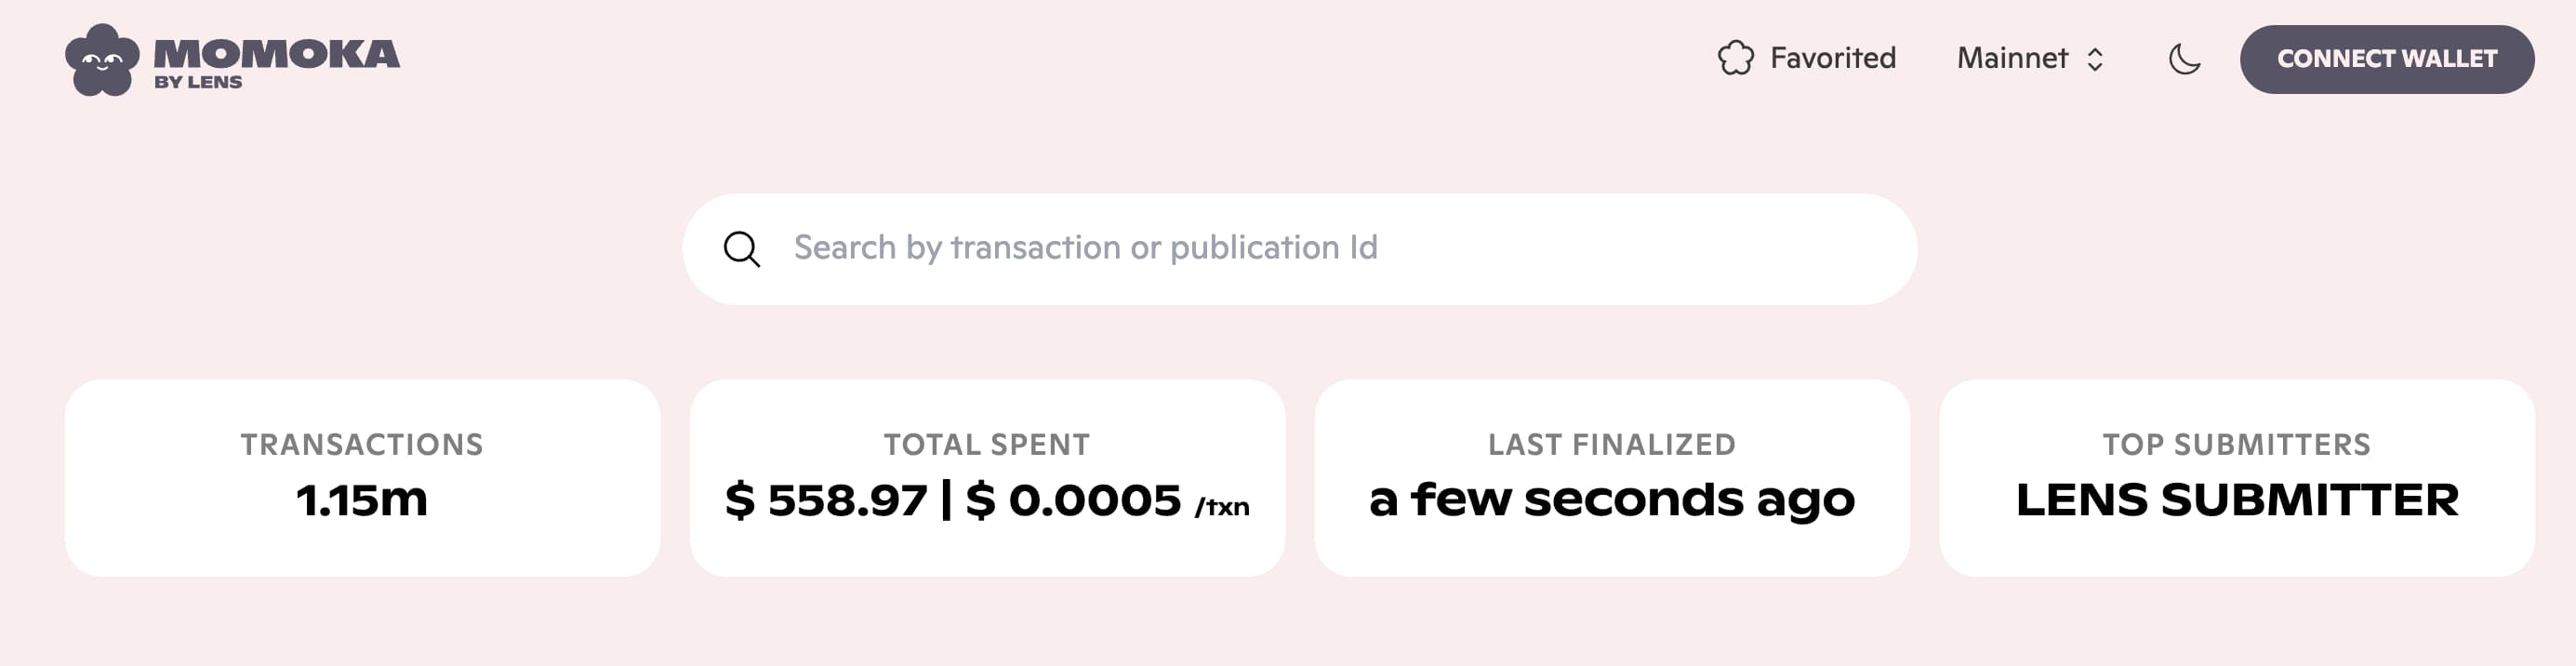 MOMOKA
BY LENS
Favorited
Mainnet
CONNECT WALLET
Search by transaction or publication Id
TRANSACTIONS
1.15m
TOTAL SPENT
$ 558.97 | $ 0.0005 /txn
LAST FINALIZED
a few seconds ago
TOP SUBMITTERS
LENS SUBMITTER